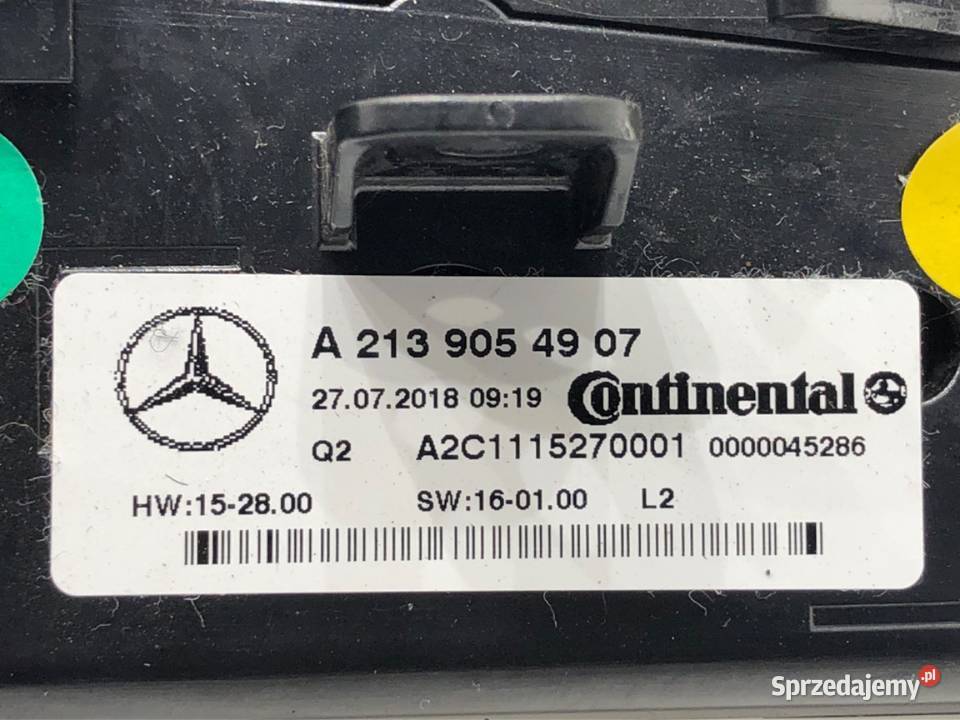 A 213 905 49 07
27.07.2018 09:19 Continental
Q2 A2C1115270001 0000045286
HW:15-28.00 SW:16-01.00 L2
Sprzedajemy.pl